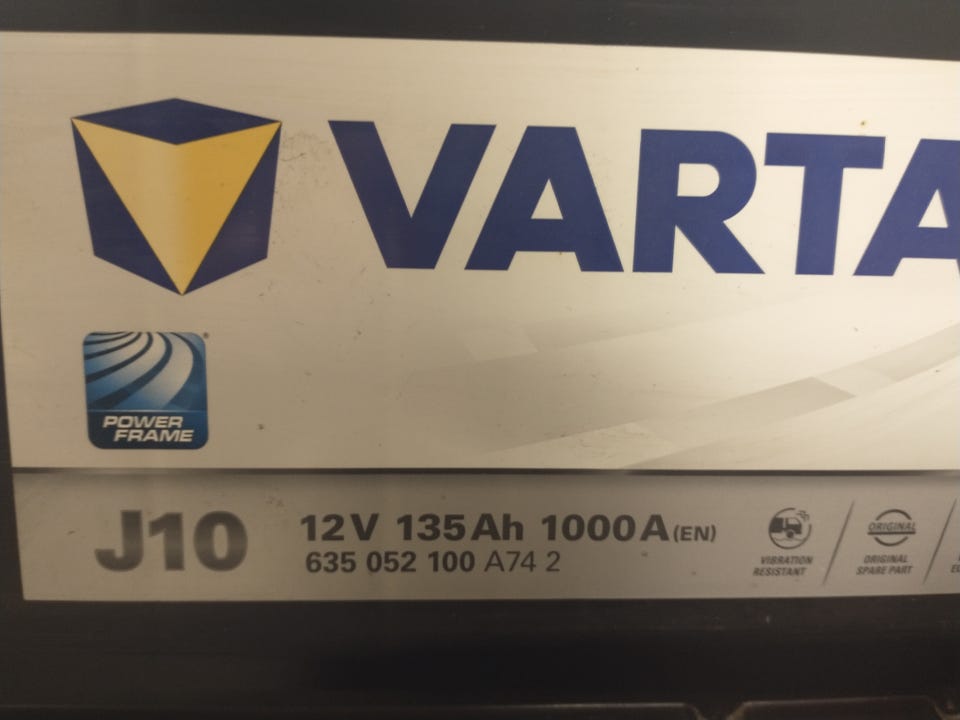 VARTA
POWER
FRAME
J10
12V 135Ah 1000A (EN)
635 052 100 A74 2
VIBRATION
RESISTANT
ORIGINAL
ORIGINAL
SPARE PART